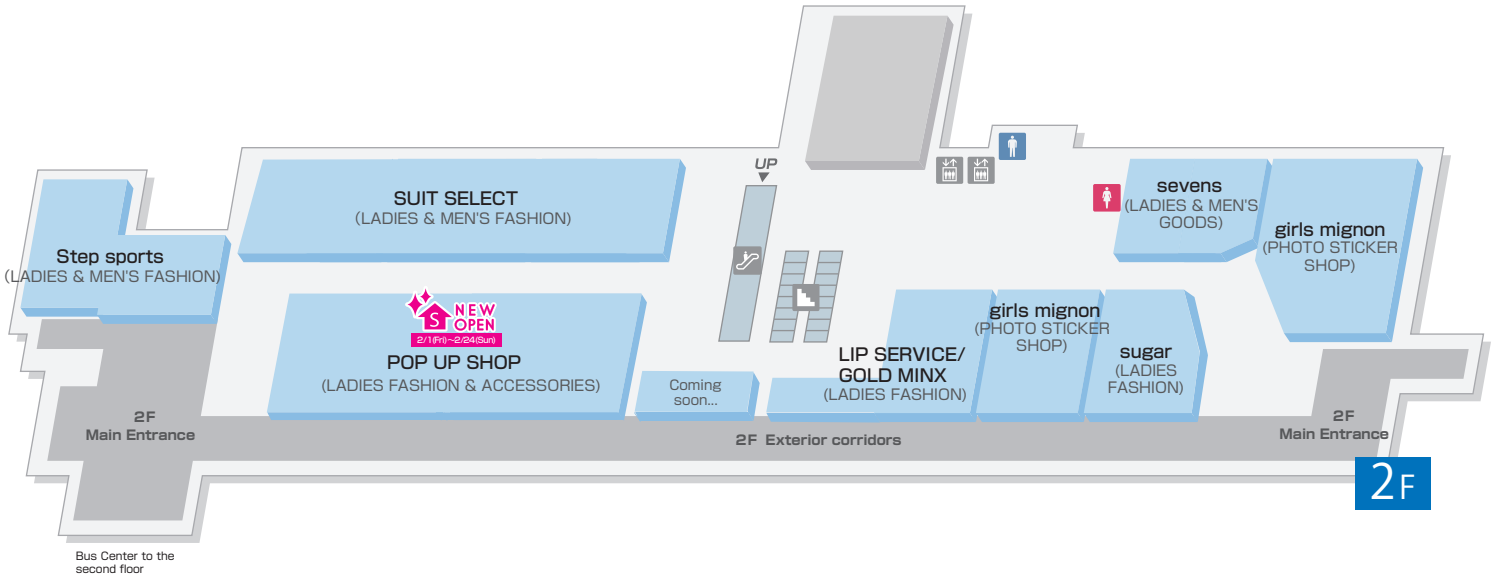 UP
SUIT SELECT
(LADIES & MEN'S FASHION)
sevens
(LADIES & MEN'S
GOODS)
girls mignon
(PHOTO STICKER
SHOP)
Step sports
(LADIES & MEN'S FASHION)
S
NEW
OPEN
2/1(Fri)~2/24(Sun)
POP UP SHOP
(LADIES FASHION & ACCESSORIES)
Coming
soon...
LIP SERVICE/
GOLD MINX
(LADIES FASHION)
girls mignon
(PHOTO STICKER
SHOP)
sugar
(LADIES
FASHION)
2F
Main Entrance
2F Exterior corridors
2F
Main Entrance
2F
Bus Center to the
second floor